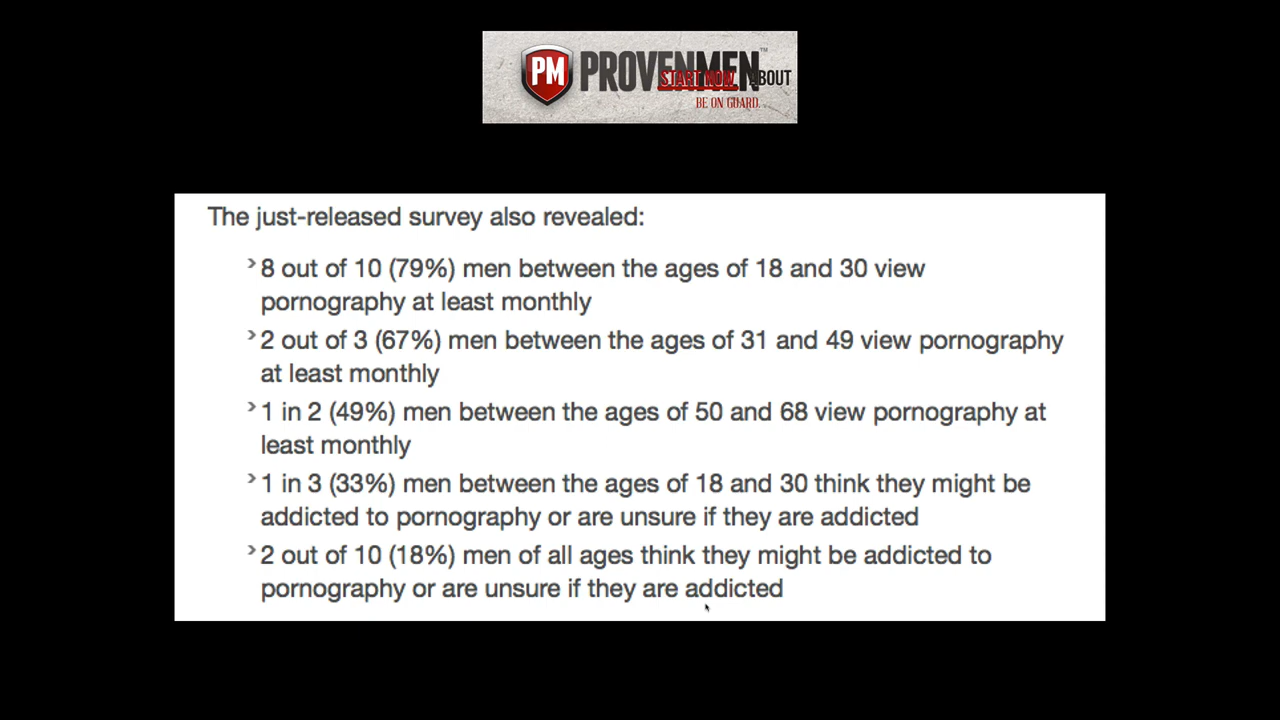 PM PROVENMEN™
START NOW ABOUT
BE ON GUARD.
The just-released survey also revealed:
› 8 out of 10 (79%) men between the ages of 18 and 30 view
pornography at least monthly
› 2 out of 3 (67%) men between the ages of 31 and 49 view pornography
at least monthly
› 1 in 2 (49%) men between the ages of 50 and 68 view pornography at
least monthly
› 1 in 3 (33%) men between the ages of 18 and 30 think they might be
addicted to pornography or are unsure if they are addicted
› 2 out of 10 (18%) men of all ages think they might be addicted to
pornography or are unsure if they are addicted